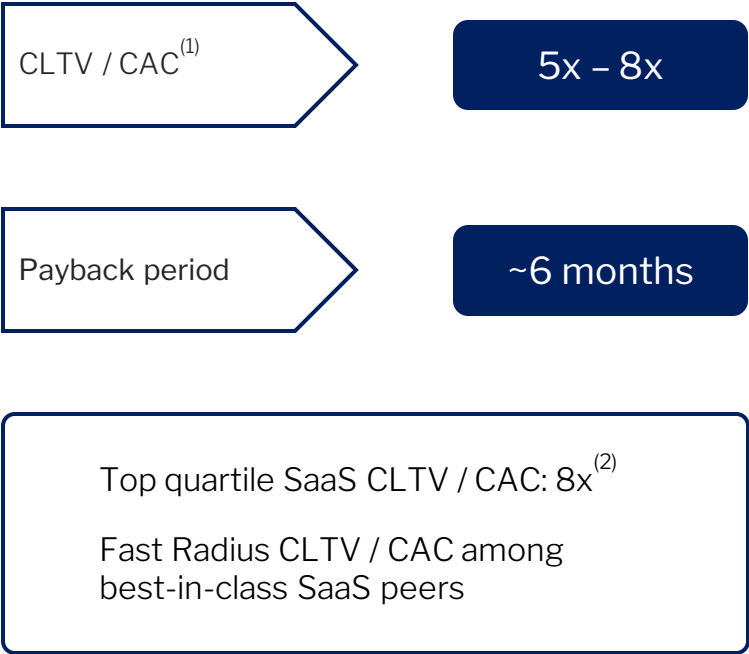 CLTV / CAC(1)
5x – 8x
Payback period
~6 months
Top quartile SaaS CLTV / CAC: 8x(2)
Fast Radius CLTV / CAC among
best-in-class SaaS peers